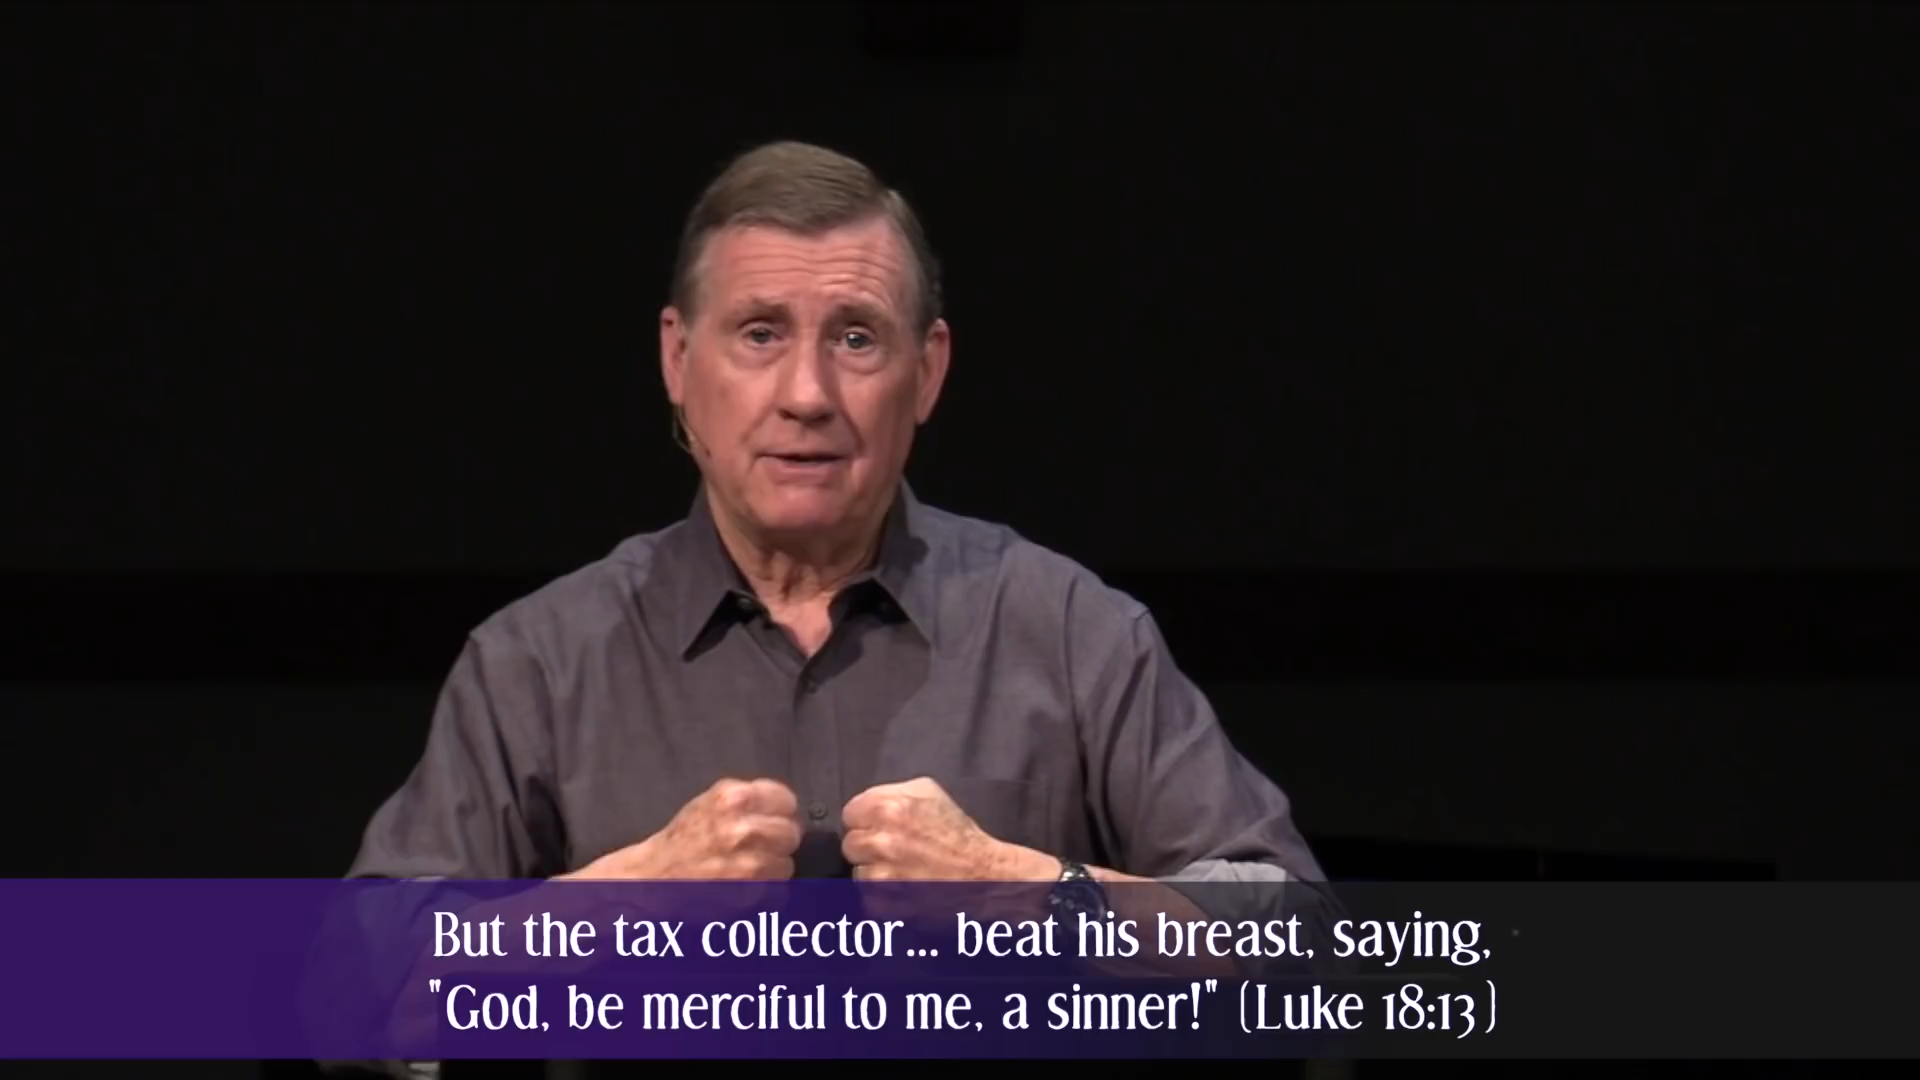 But the tax collector... beat his breast, saying,
"God, be merciful to me, a sinner!" (Luke 18:13)